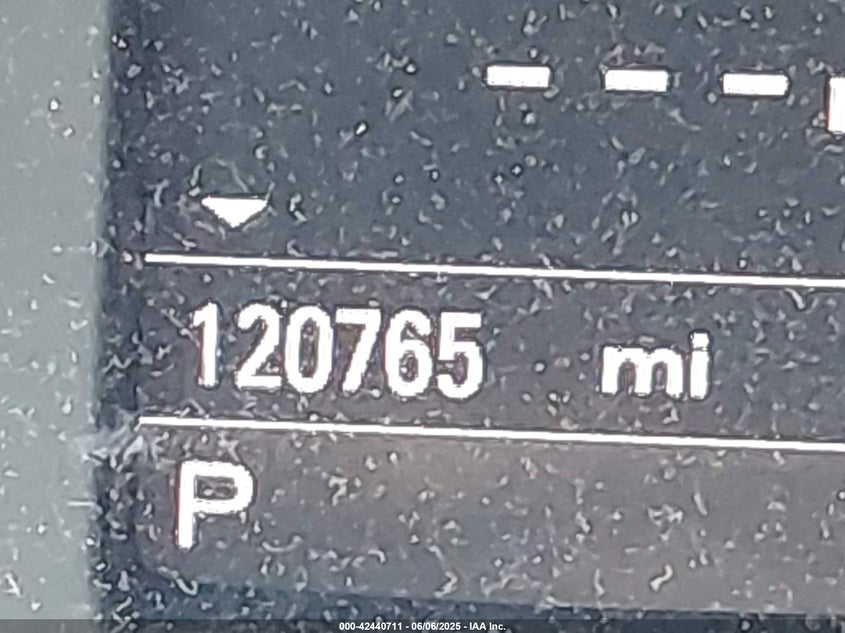 - - -
120765 mi
P
000-42440711 - 06/06/2025 - IAA Inc.